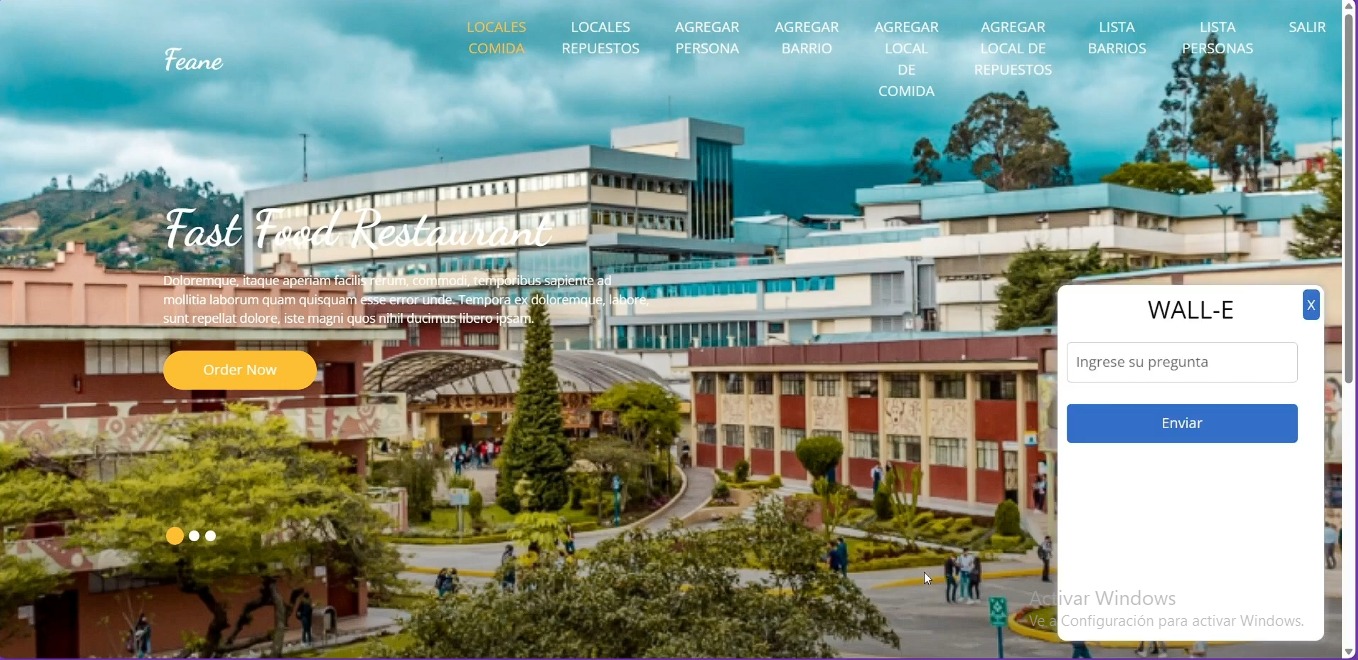 LOCALES
COMIDA
LOCALES
REPUESTOS
AGREGAR
PERSONA
AGREGAR
BARRIO
AGREGAR
LOCAL
DE
COMIDA
AGREGAR
LOCAL DE
REPUESTOS
LISTA
BARRIOS
LISTA
PERSONAS
SALIR
Feane
Fast Food Restaurant
Doloremque, itaque aperiam facilis rerum, commodi, temporibus sapiente ad
mollitia laborum quam quisquam esse error unde. Tempora ex doloremque, labore,
sunt repellat dolore, iste magni quos nihil ducimus libero ipsam.
Order Now
WALL-E
X
Ingrese su pregunta
Enviar
Activar Windows
Ve a Configuración para activar Windows.